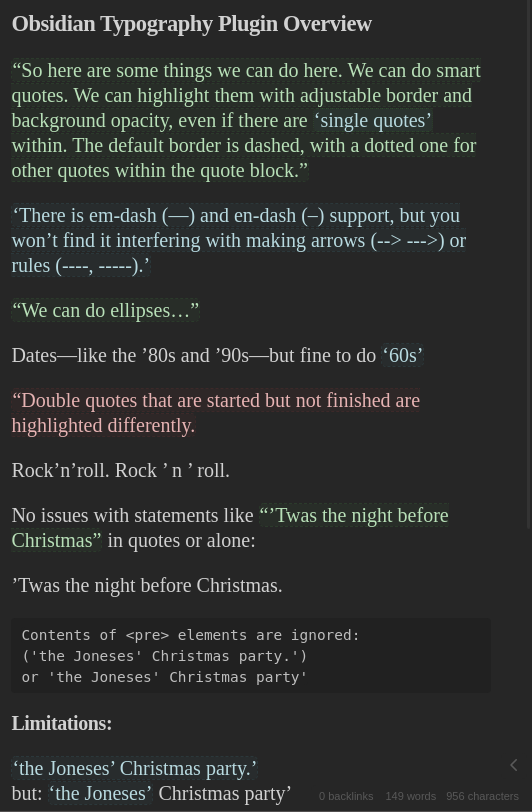 Obsidian Typography Plugin Overview
“So here are some things we can do here. We can do smart
quotes. We can highlight them with adjustable border and
background opacity, even if there are ‘single quotes’
within. The default border is dashed, with a dotted one for
other quotes within the quote block.”
‘There is em-dash (—) and en-dash (–) support, but you
won’t find it interfering with making arrows (--> --->) or
rules (----, -----).’
“We can do ellipses…”
Dates—like the ’80s and ’90s—but fine to do ‘60s’
“Double quotes that are started but not finished are
highlighted differently.
Rock’n’roll. Rock ’ n ’ roll.
No issues with statements like “’Twas the night before
Christmas” in quotes or alone:
’Twas the night before Christmas.
Contents of <pre> elements are ignored:
('the Joneses' Christmas party.')
or 'the Joneses' Christmas party'
Limitations:
‘the Joneses’ Christmas party.’
but: ‘the Joneses’ Christmas party’
0 backlinks 149 words 956 characters